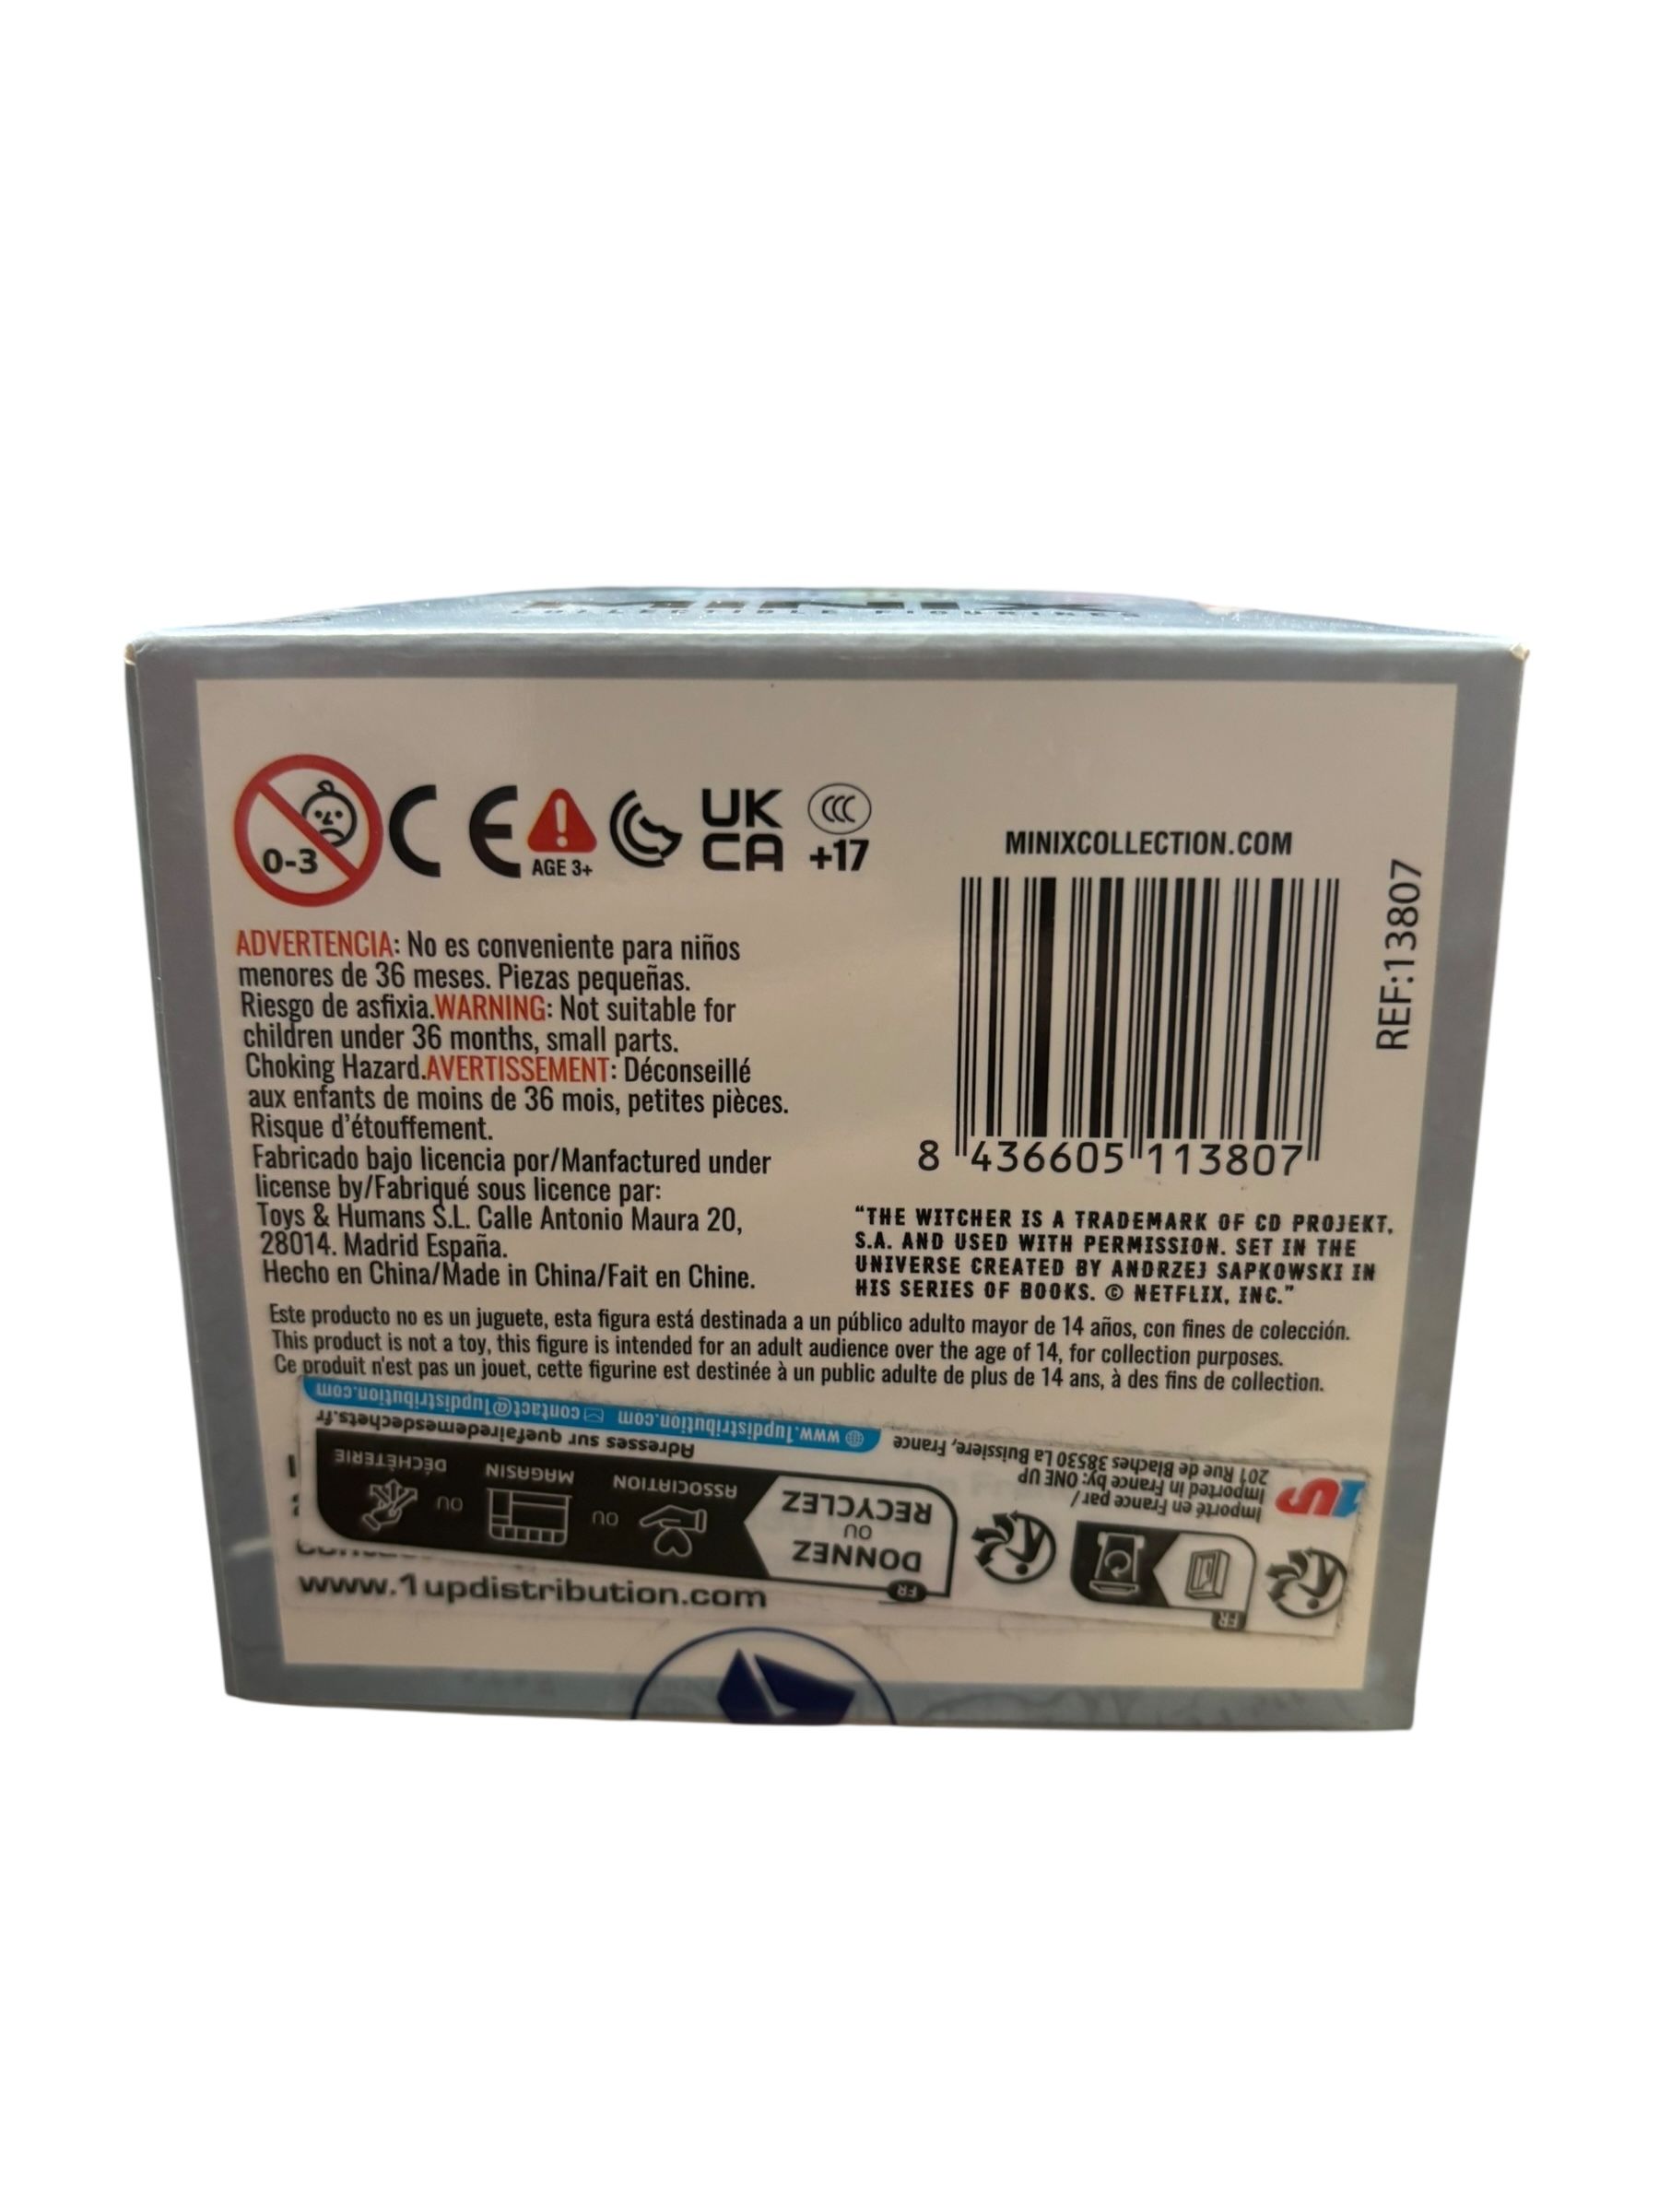 MINIX
COLLECTIBLE FIGURINES
0-3
CE
AGE 3+
UK
CA
CCC
+17
MINIXCOLLECTION.COM
REF:13807
8 436605 113807
ADVERTENCIA: No es conveniente para niños
menores de 36 meses. Piezas pequeñas.
Riesgo de asfixia.WARNING: Not suitable for
children under 36 months, small parts.
Choking Hazard.AVERTISSEMENT: Déconseillé
aux enfants de moins de 36 mois, petites pièces.
Risque d'étouffement.
Fabricado bajo licencia por/Manfactured under
license by/Fabriqué sous licence par:
Toys & Humans S.L. Calle Antonio Maura 20,
28014. Madrid España.
Hecho en China/Made in China/Fait en Chine.
"THE WITCHER IS A TRADEMARK OF CD PROJEKT,
S.A. AND USED WITH PERMISSION. SET IN THE
UNIVERSE CREATED BY ANDRZEJ SAPKOWSKI IN
HIS SERIES OF BOOKS. © NETFLIX, INC."
Este producto no es un juguete, esta figura está destinada a un público adulto mayor de 14 años, con fines de colección.
This product is not a toy, this figure is intended for an adult audience over the age of 14, for collection purposes.
Ce produit n'est pas un jouet, cette figurine est destinée à un public adulte de plus de 14 ans, à des fins de collection.
FR
FR
DONNEZ
OU
RECYCLEZ
ASSOCIATION
OU
MAGASIN
OU
DÉCHÈTERIE
Adresses sur quefairedemesdechets.fr
1UP
Importé en France par /
Imported in France by: ONE UP
201 Rue de Blaches 38530 La Buissiere, France
www.1updistribution.com contact@1updistribution.com
www.1updistribution.com